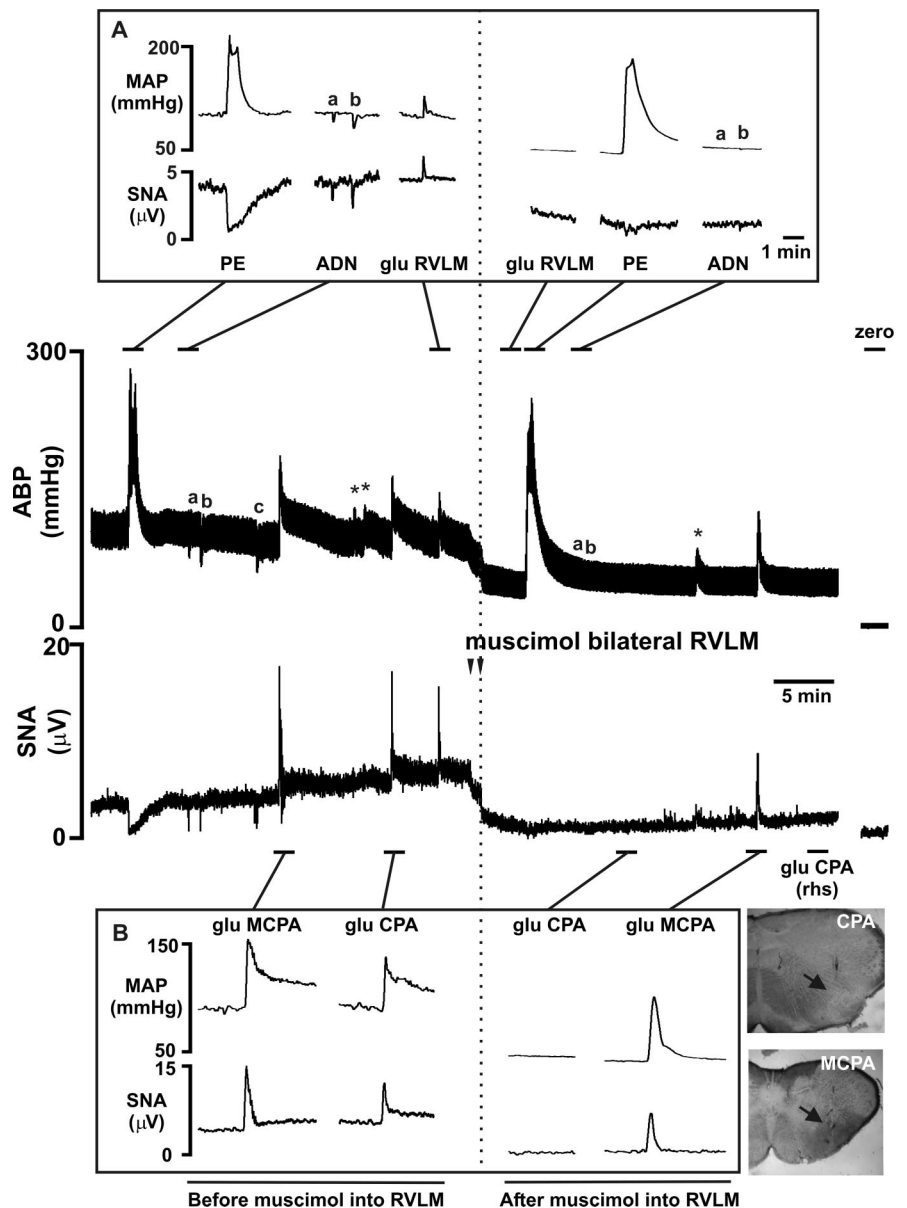 A
200
MAP
(mmHg)
50
a b
a b
5
SNA
(μV)
0
1 min
PE ADN glu RVLM glu RVLM PE ADN
zero
300
ABP
(mmHg)
0
a b c * * a b *
muscimol bilateral RVLM
20
SNA
(μV)
0
5 min
glu CPA
(rhs)
B
glu MCPA glu CPA glu CPA glu MCPA
150
MAP
(mmHg)
50
15
SNA
(μV)
0
CPA
MCPA
Before muscimol into RVLM After muscimol into RVLM